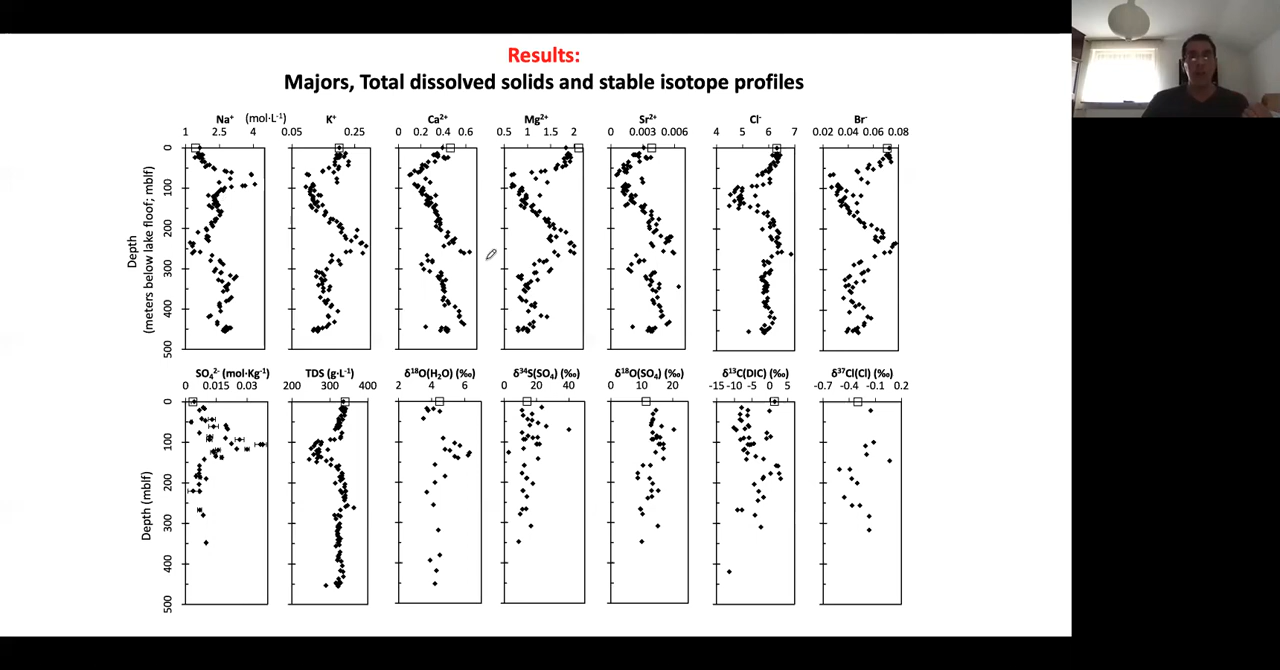 Results:
Majors, Total dissolved solids and stable isotope profiles
Na⁺ (mol·L⁻¹) K⁺ Ca²⁺ Mg²⁺ Sr²⁺ Cl⁻ Br⁻
1 2.5 4 0.05 0.25 0 0.2 0.4 0.6 0.5 1 1.5 2 0 0.003 0.006 4 5 6 7 0.02 0.04 0.06 0.08
0
100
200
300
400
500
Depth
(meters below lake floof; mblf)
SO₄²⁻ (mol·Kg⁻¹) TDS (g·L⁻¹) δ¹⁸O(H₂O) (‰) δ³⁴S(SO₄) (‰) δ¹⁸O(SO₄) (‰) δ¹³C(DIC) (‰) δ³⁷Cl(Cl) (‰)
0 0.015 0.03 200 300 400 2 4 6 0 20 40 0 10 20 -15 -10 -5 0 5 -0.7 -0.4 -0.1 0.2
0
100
200
300
400
500
Depth (mblf)